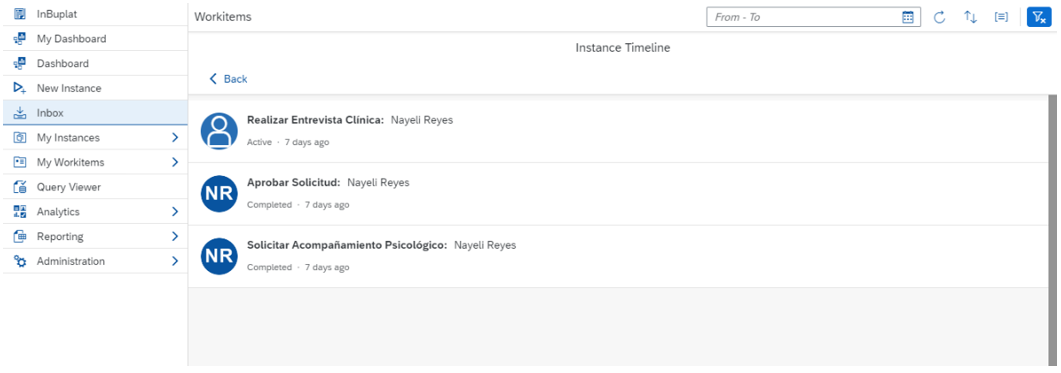 InBuplat
My Dashboard
Dashboard
New Instance
Inbox
My Instances
My Workitems
Query Viewer
Analytics
Reporting
Administration
Workitems
From - To
Instance Timeline
Back
Realizar Entrevista Clínica: Nayeli Reyes
Active · 7 days ago
NR
Aprobar Solicitud: Nayeli Reyes
Completed · 7 days ago
NR
Solicitar Acompañamiento Psicológico: Nayeli Reyes
Completed · 7 days ago